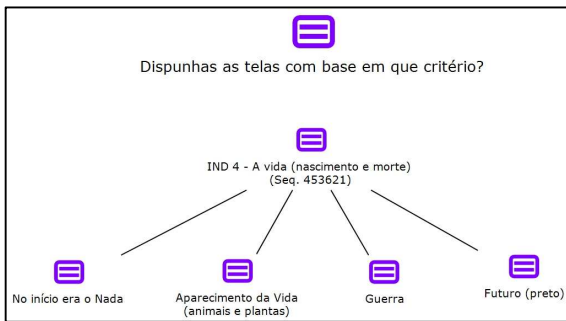 Dispunhas as telas com base em que critério?
IND 4 - A vida (nascimento e morte)
(Seq. 453621)
No início era o Nada
Aparecimento da Vida
(animais e plantas)
Guerra
Futuro (preto)